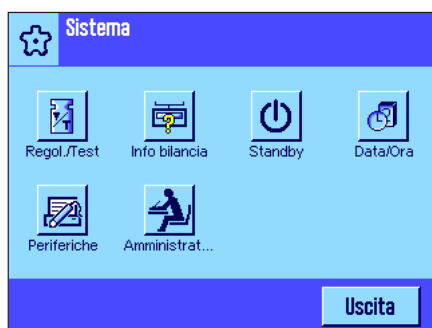 Sistema
Regol./Test Info bilancia Standby Data/Ora
Periferiche Amministrat...
Uscita